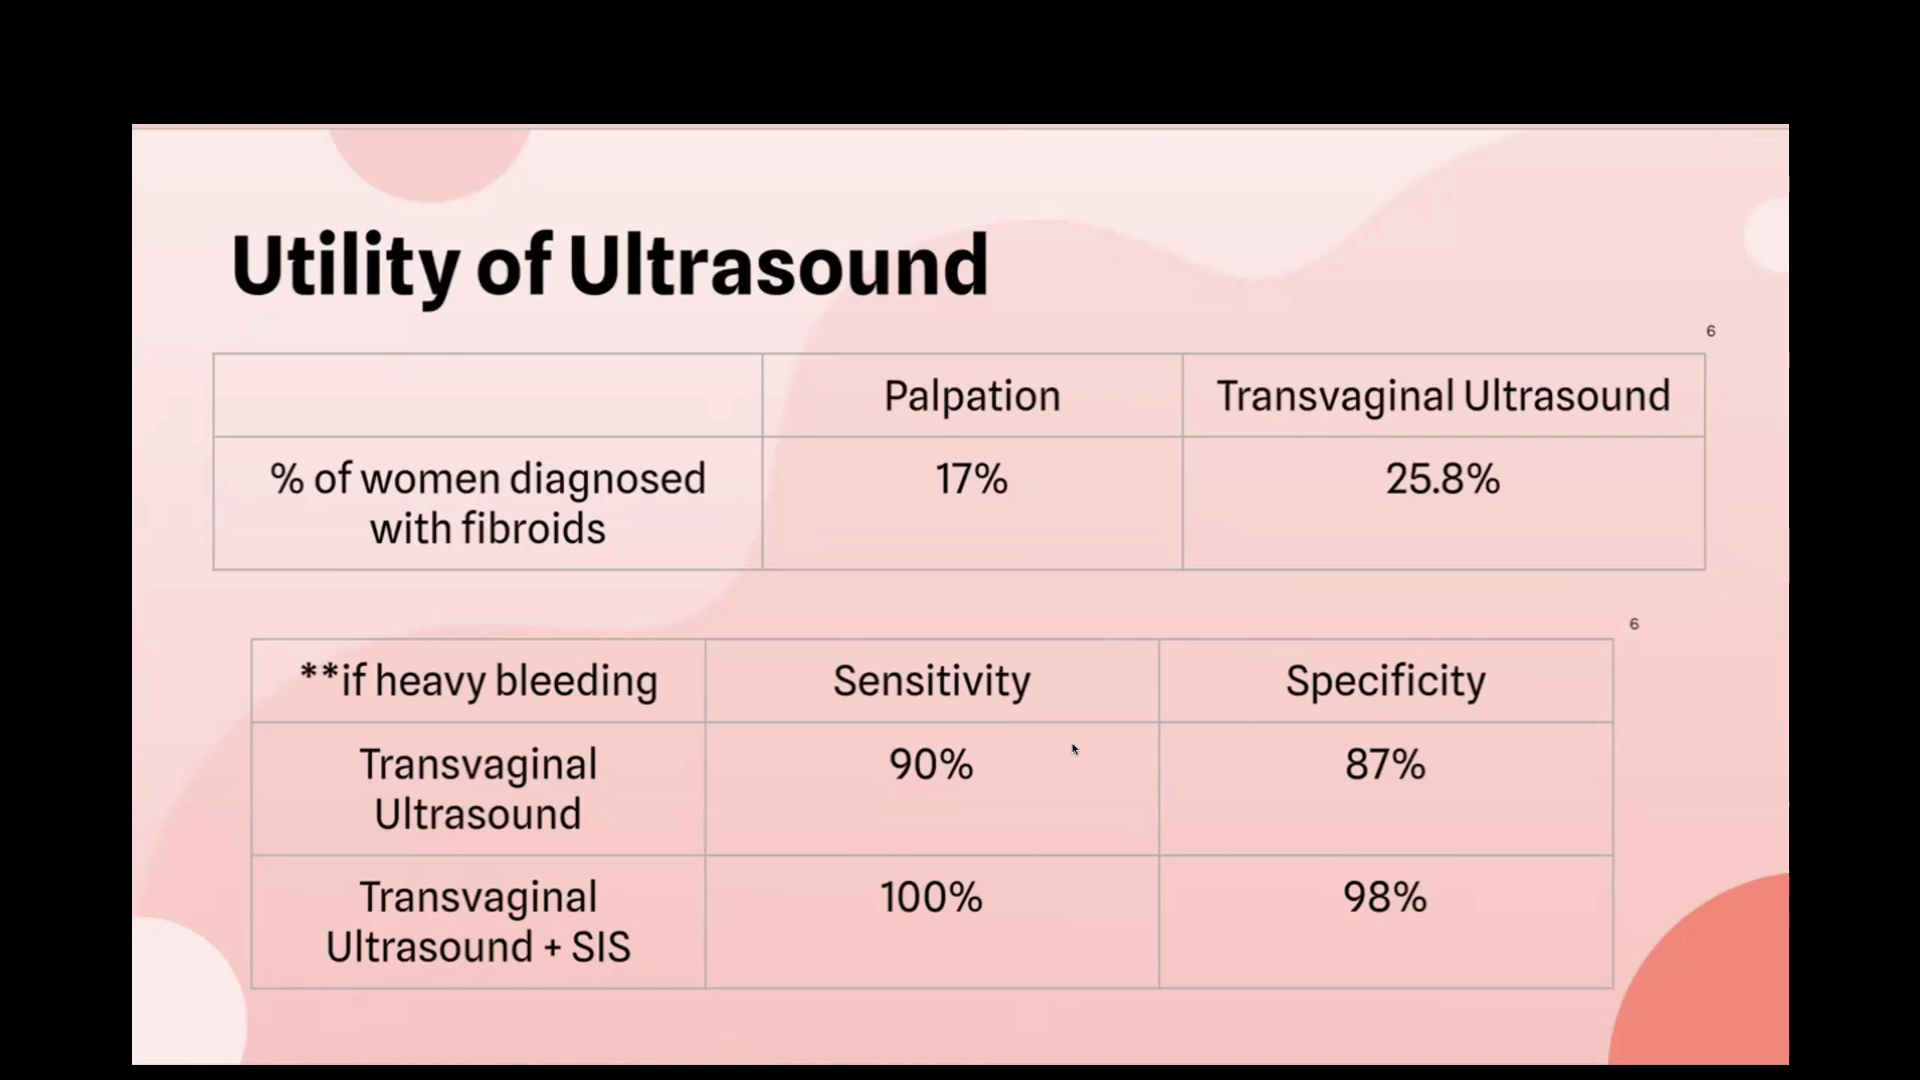 Utility of Ultrasound
6
Palpation
Transvaginal Ultrasound
% of women diagnosed
with fibroids
17%
25.8%
6
**if heavy bleeding
Sensitivity
Specificity
Transvaginal
Ultrasound
90%
87%
Transvaginal
Ultrasound + SIS
100%
98%